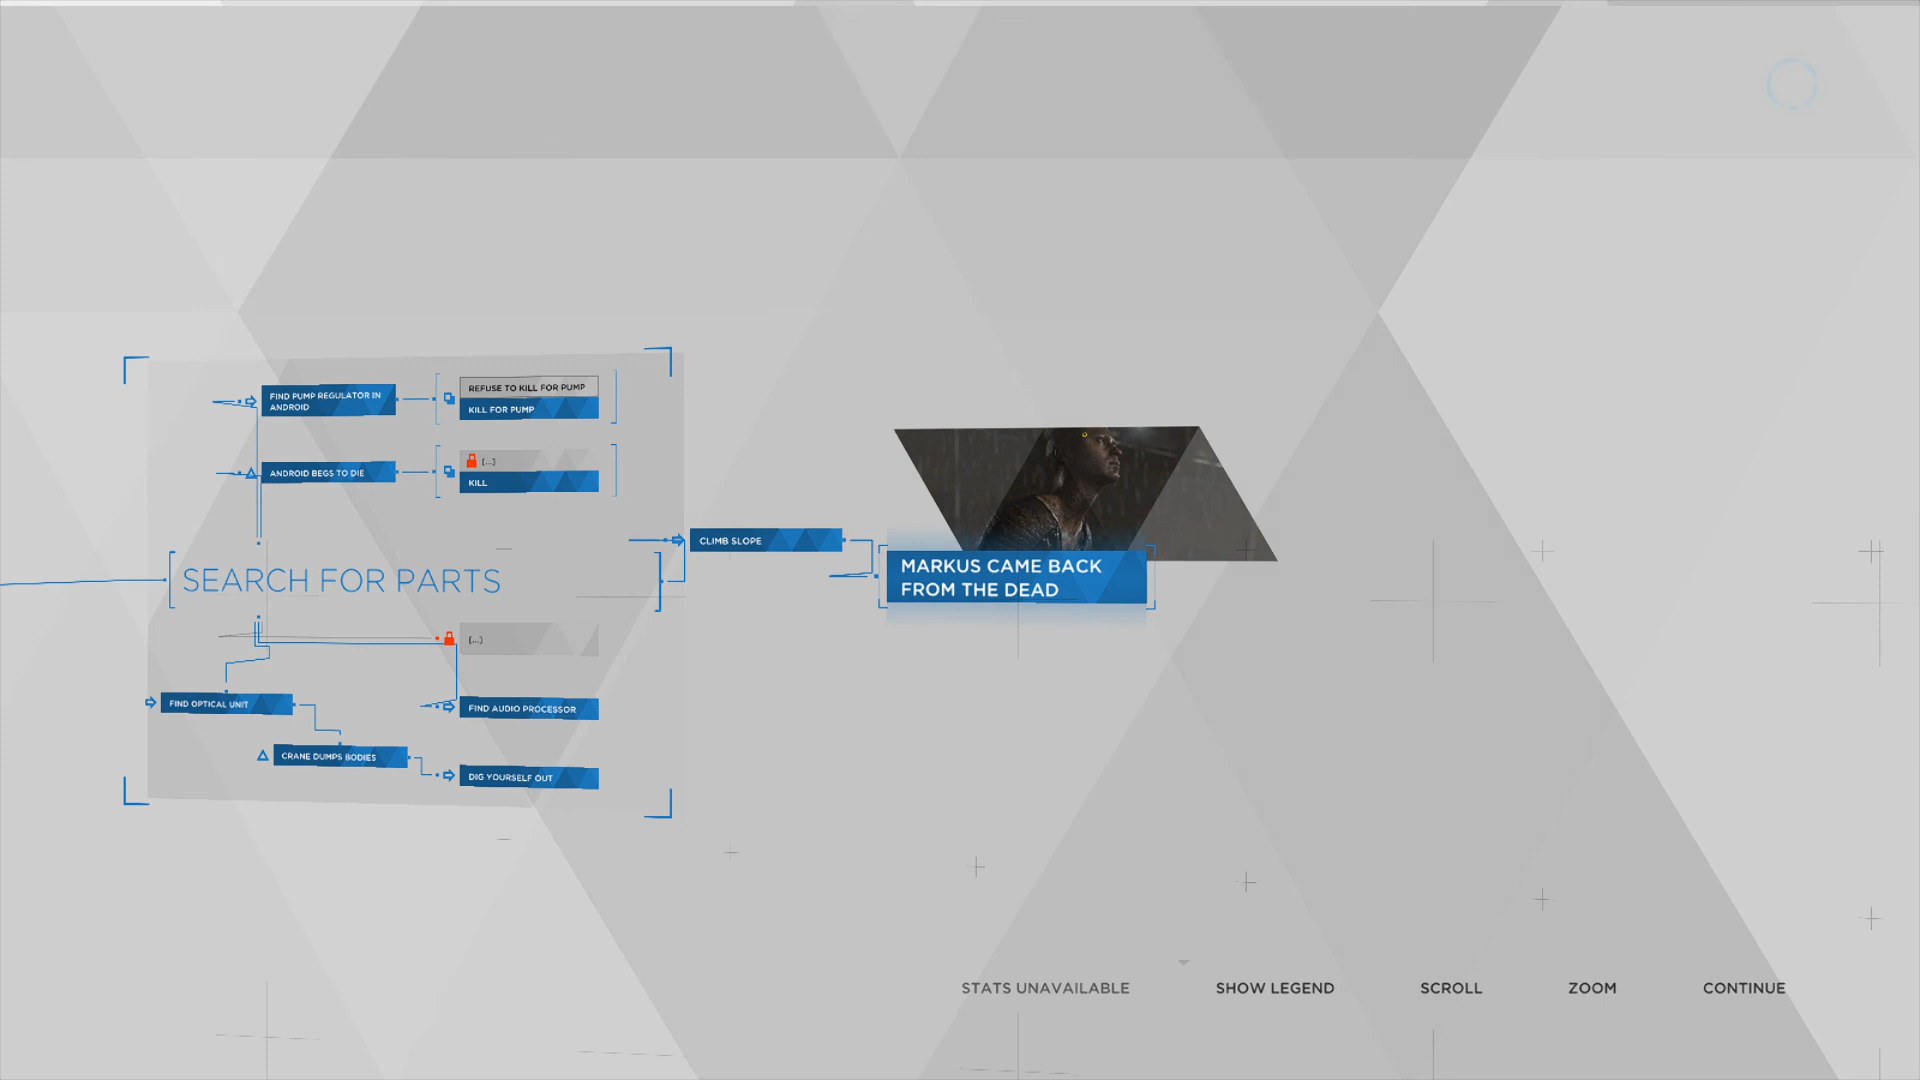 FIND PUMP REGULATOR IN
ANDROID
REFUSE TO KILL FOR PUMP
KILL FOR PUMP
ANDROID BEGS TO DIE
[...]
KILL
CLIMB SLOPE
MARKUS CAME BACK
FROM THE DEAD
SEARCH FOR PARTS
[...]
FIND OPTICAL UNIT
FIND AUDIO PROCESSOR
CRANE DUMPS BODIES
DIG YOURSELF OUT
STATS UNAVAILABLE
SHOW LEGEND
SCROLL
ZOOM
CONTINUE